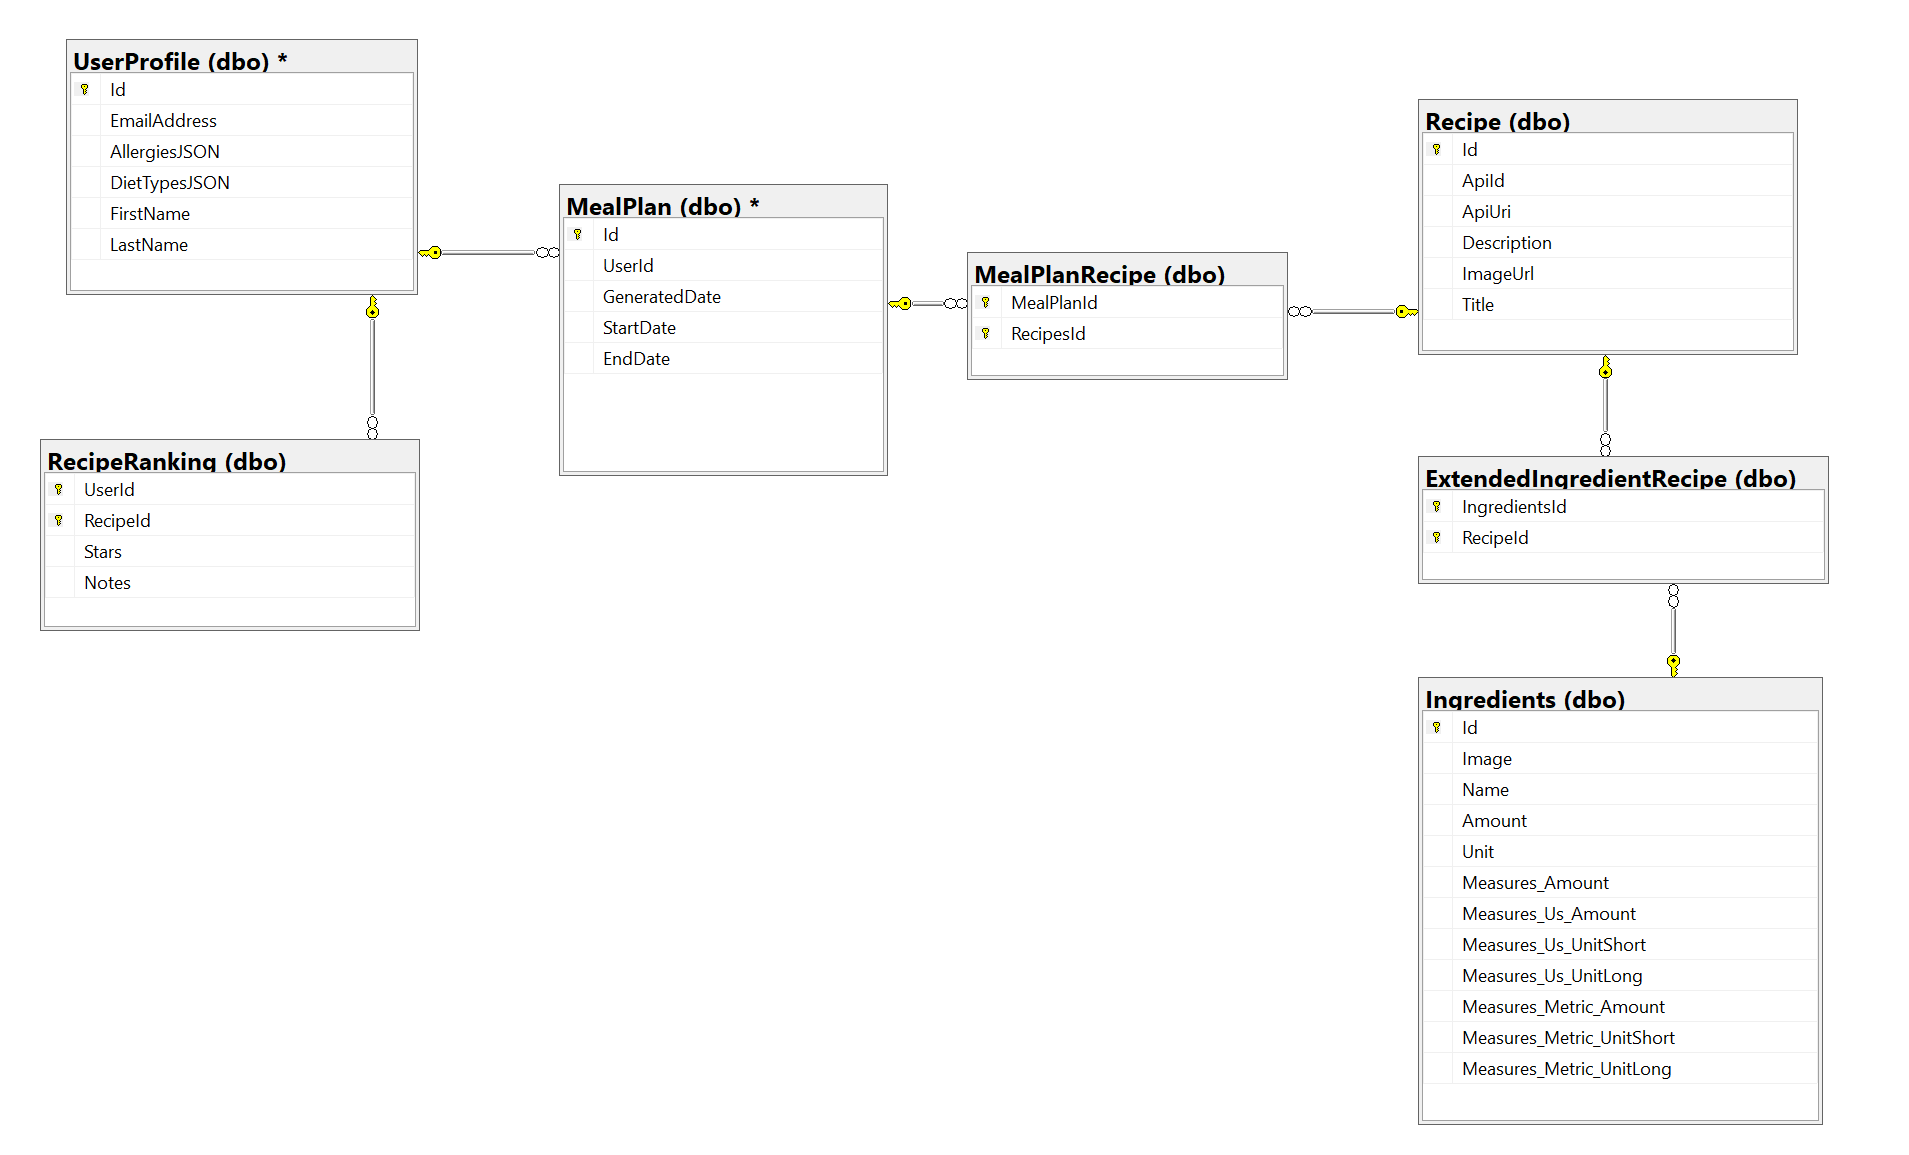 UserProfile (dbo) *
Id
EmailAddress
AllergiesJSON
DietTypesJSON
FirstName
LastName
RecipeRanking (dbo)
UserId
RecipeId
Stars
Notes
MealPlan (dbo) *
Id
UserId
GeneratedDate
StartDate
EndDate
MealPlanRecipe (dbo)
MealPlanId
RecipesId
Recipe (dbo)
Id
ApiId
ApiUri
Description
ImageUrl
Title
ExtendedIngredientRecipe (dbo)
IngredientsId
RecipeId
Ingredients (dbo)
Id
Image
Name
Amount
Unit
Measures_Amount
Measures_Us_Amount
Measures_Us_UnitShort
Measures_Us_UnitLong
Measures_Metric_Amount
Measures_Metric_UnitShort
Measures_Metric_UnitLong